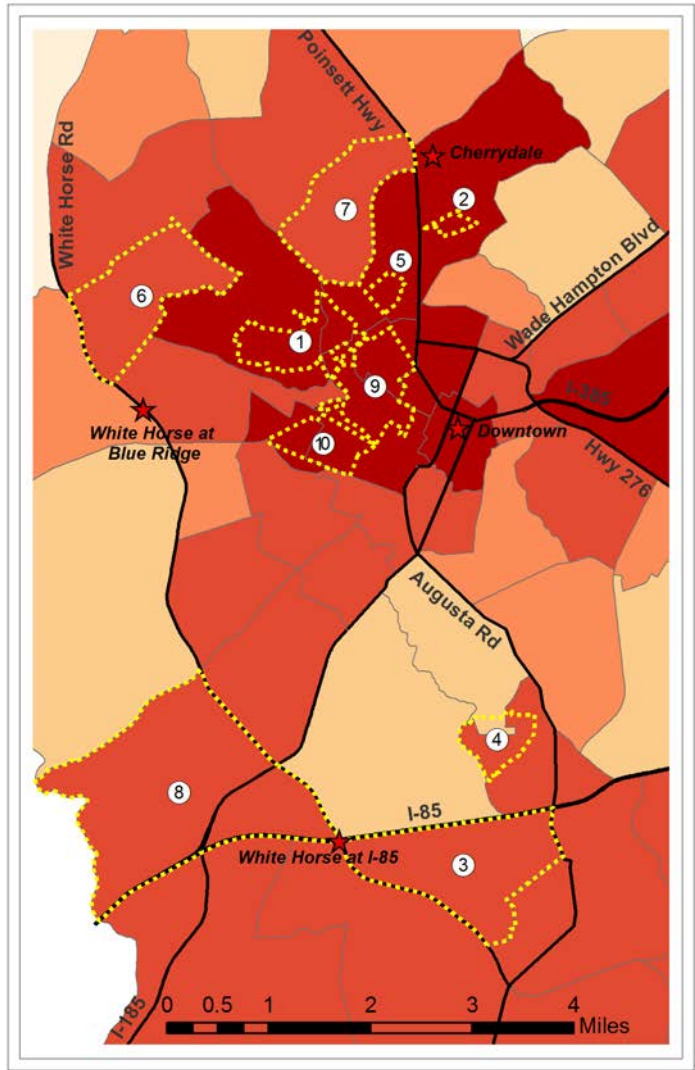 Poinsett Hwy
White Horse Rd
Cherrydale
2
7
5
Wade Hampton Blvd
6
1
9
I-385
White Horse at
Blue Ridge
10
Downtown
Hwy 276
Augusta Rd
4
8
I-85
White Horse at I-85
3
I-185
0 0.5 1 2 3 4
Miles